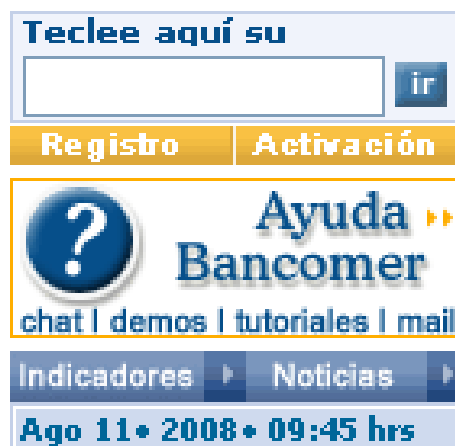 Teclee aquí su
ir
Registro Activación
?
Ayuda
Bancomer
chat | demos | tutoriales | mail
Indicadores Noticias
Ago 11• 2008• 09:45 hrs